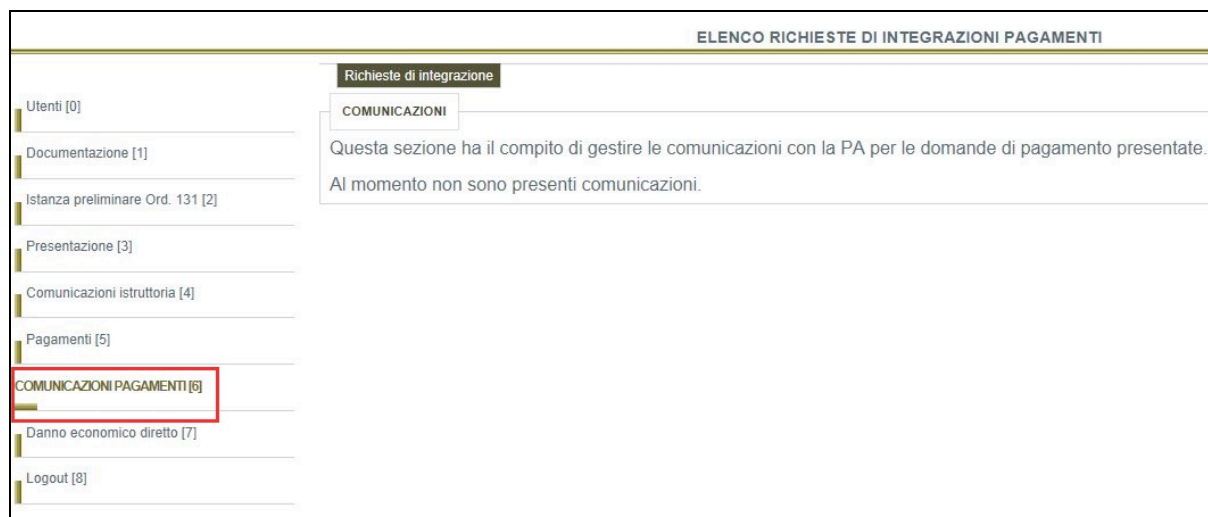 ELENCO RICHIESTE DI INTEGRAZIONI PAGAMENTI
Utenti [0]
Documentazione [1]
Istanza preliminare Ord. 131 [2]
Presentazione [3]
Comunicazioni istruttoria [4]
Pagamenti [5]
COMUNICAZIONI PAGAMENTI [6]
Danno economico diretto [7]
Logout [8]
Richieste di integrazione
COMUNICAZIONI
Questa sezione ha il compito di gestire le comunicazioni con la PA per le domande di pagamento presentate.
Al momento non sono presenti comunicazioni.